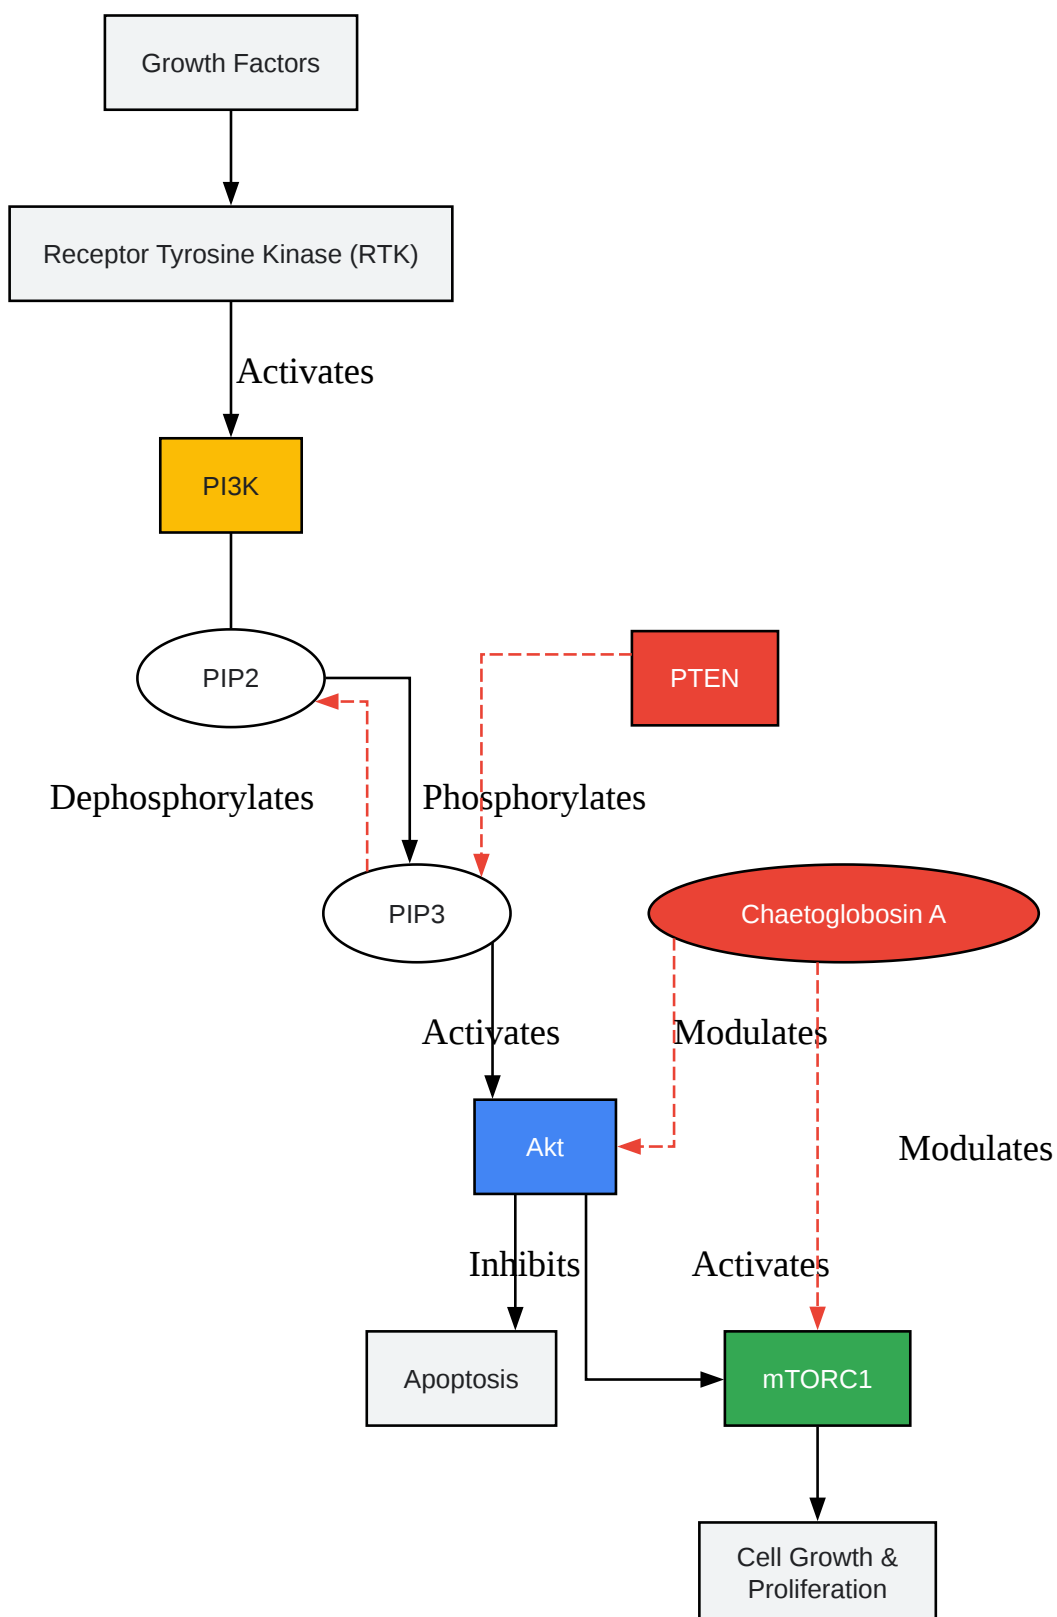 Growth Factors
Receptor Tyrosine Kinase (RTK)
Activates
PI3K
PIP2
PTEN
Dephosphorylates
Phosphorylates
PIP3
Chaetoglobosin A
Activates
Modulates
Akt
Modulates
Inhibits
Activates
Apoptosis
mTORC1
Cell Growth &
Proliferation